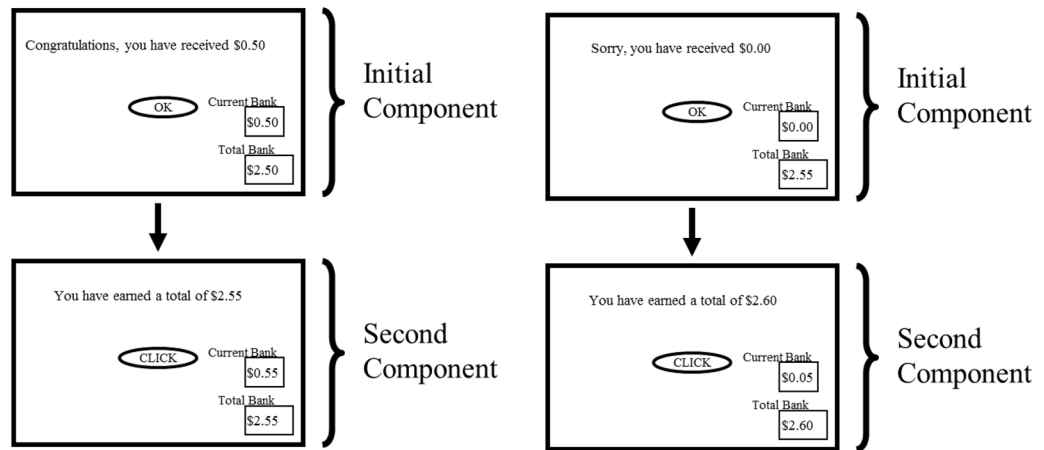 Congratulations, you have received $0.50
OK
Current Bank
$0.50
Total Bank
$2.50
Initial
Component
You have earned a total of $2.55
CLICK
Current Bank
$0.55
Total Bank
$2.55
Second
Component
Sorry, you have received $0.00
OK
Current Bank
$0.00
Total Bank
$2.55
Initial
Component
You have earned a total of $2.60
CLICK
Current Bank
$0.05
Total Bank
$2.60
Second
Component